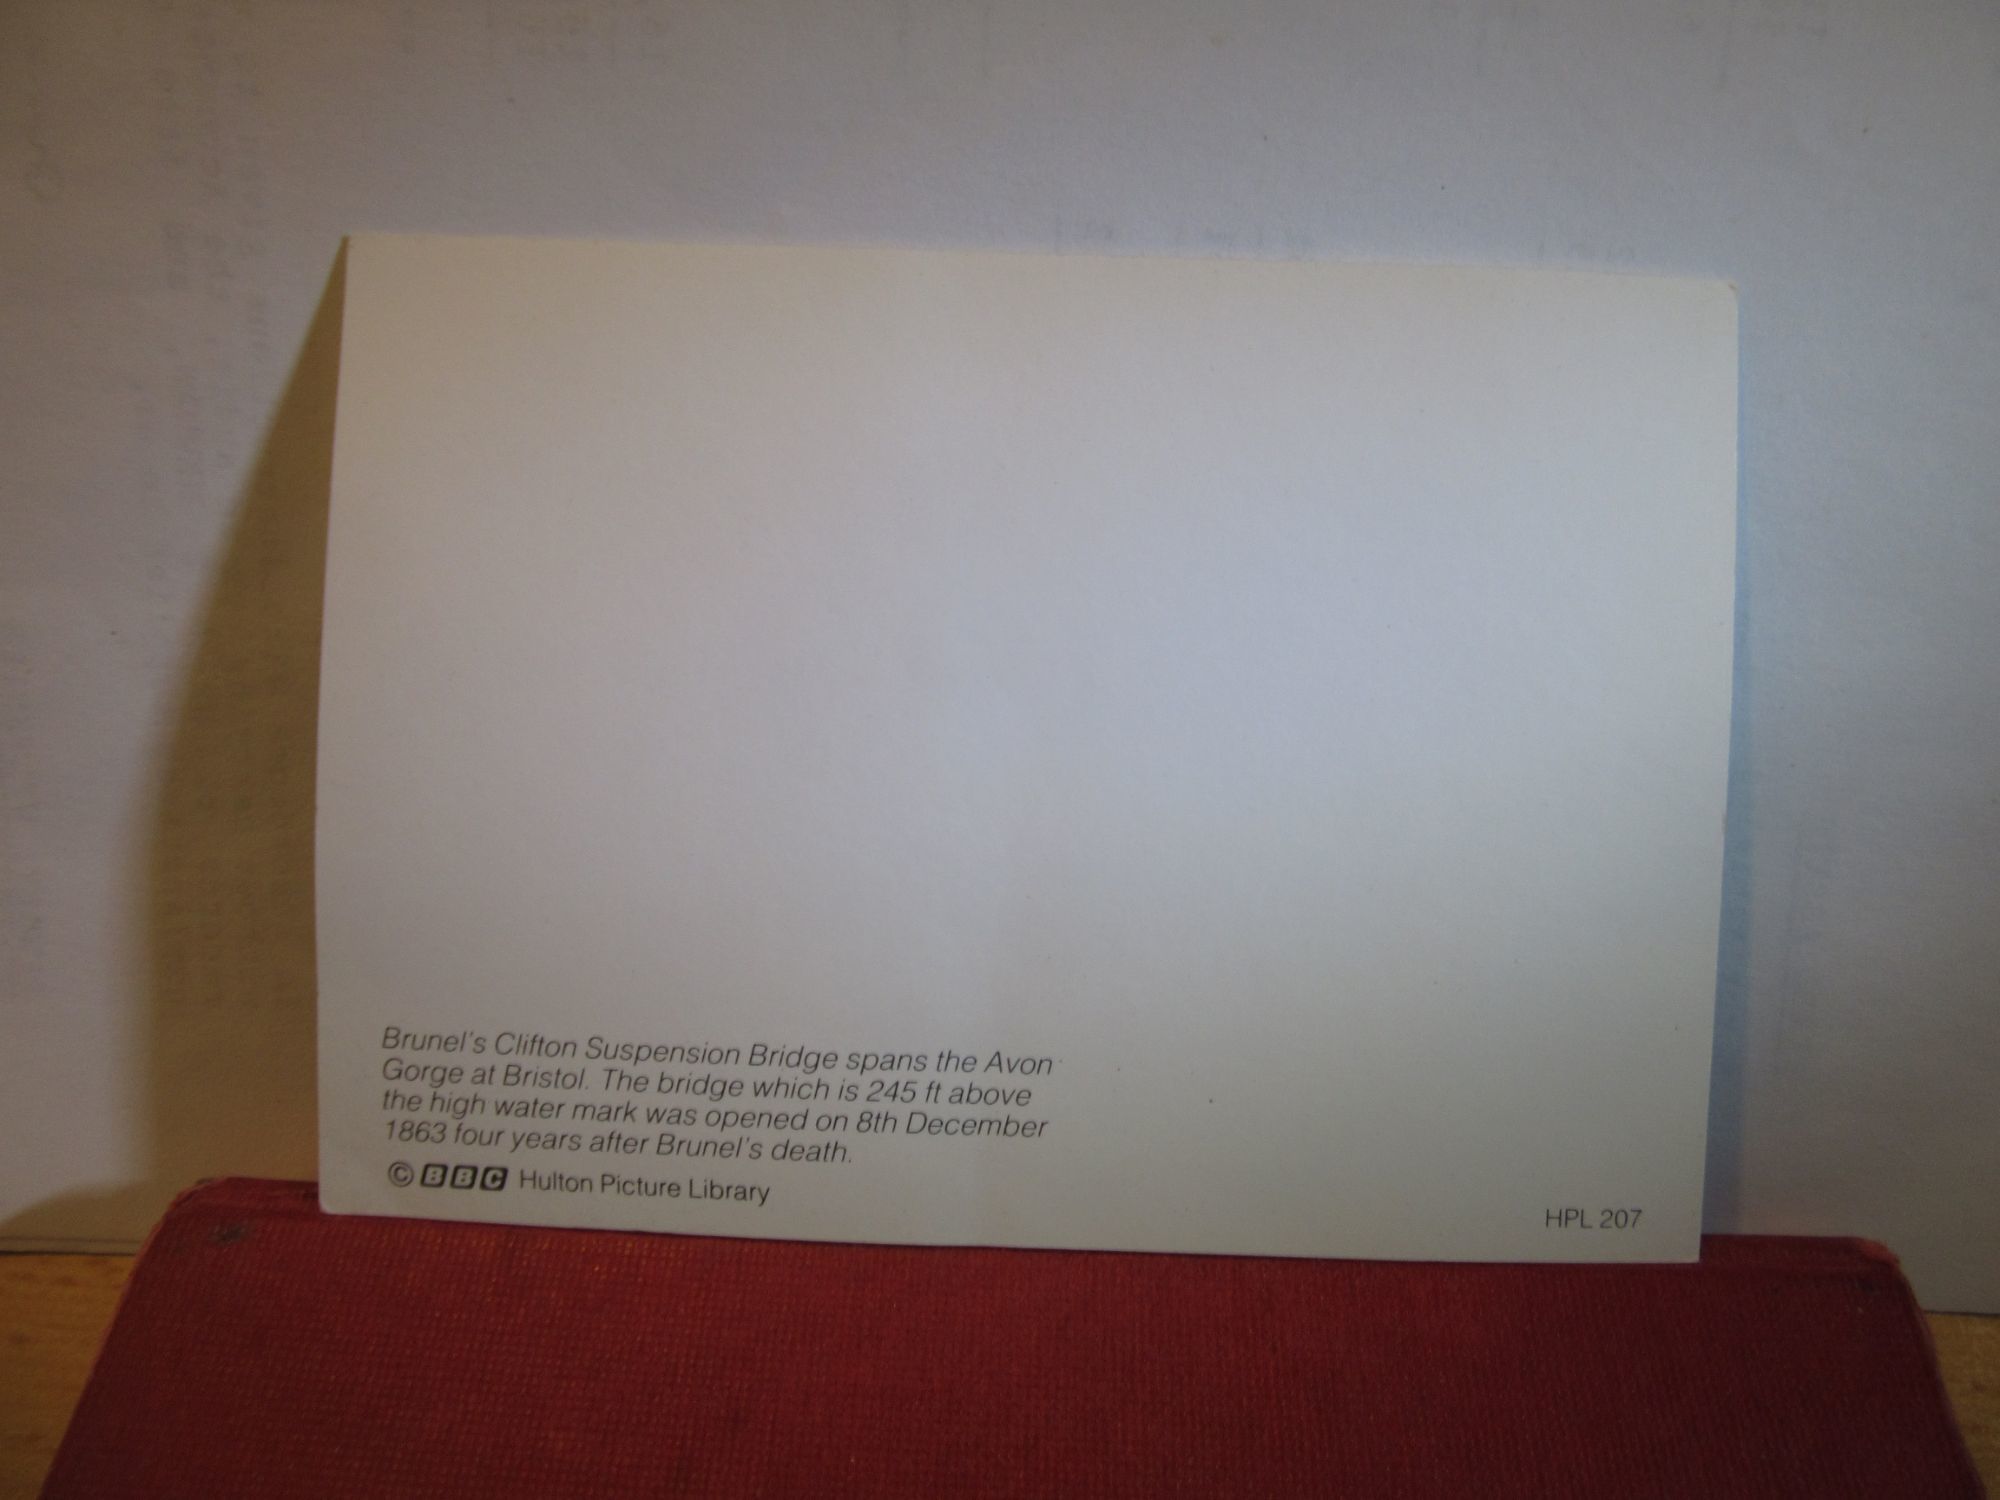 Brunel's Clifton Suspension Bridge spans the Avon
Gorge at Bristol. The bridge which is 245 ft above
the high water mark was opened on 8th December
1863 four years after Brunel's death.
© BBC Hulton Picture Library
HPL 207